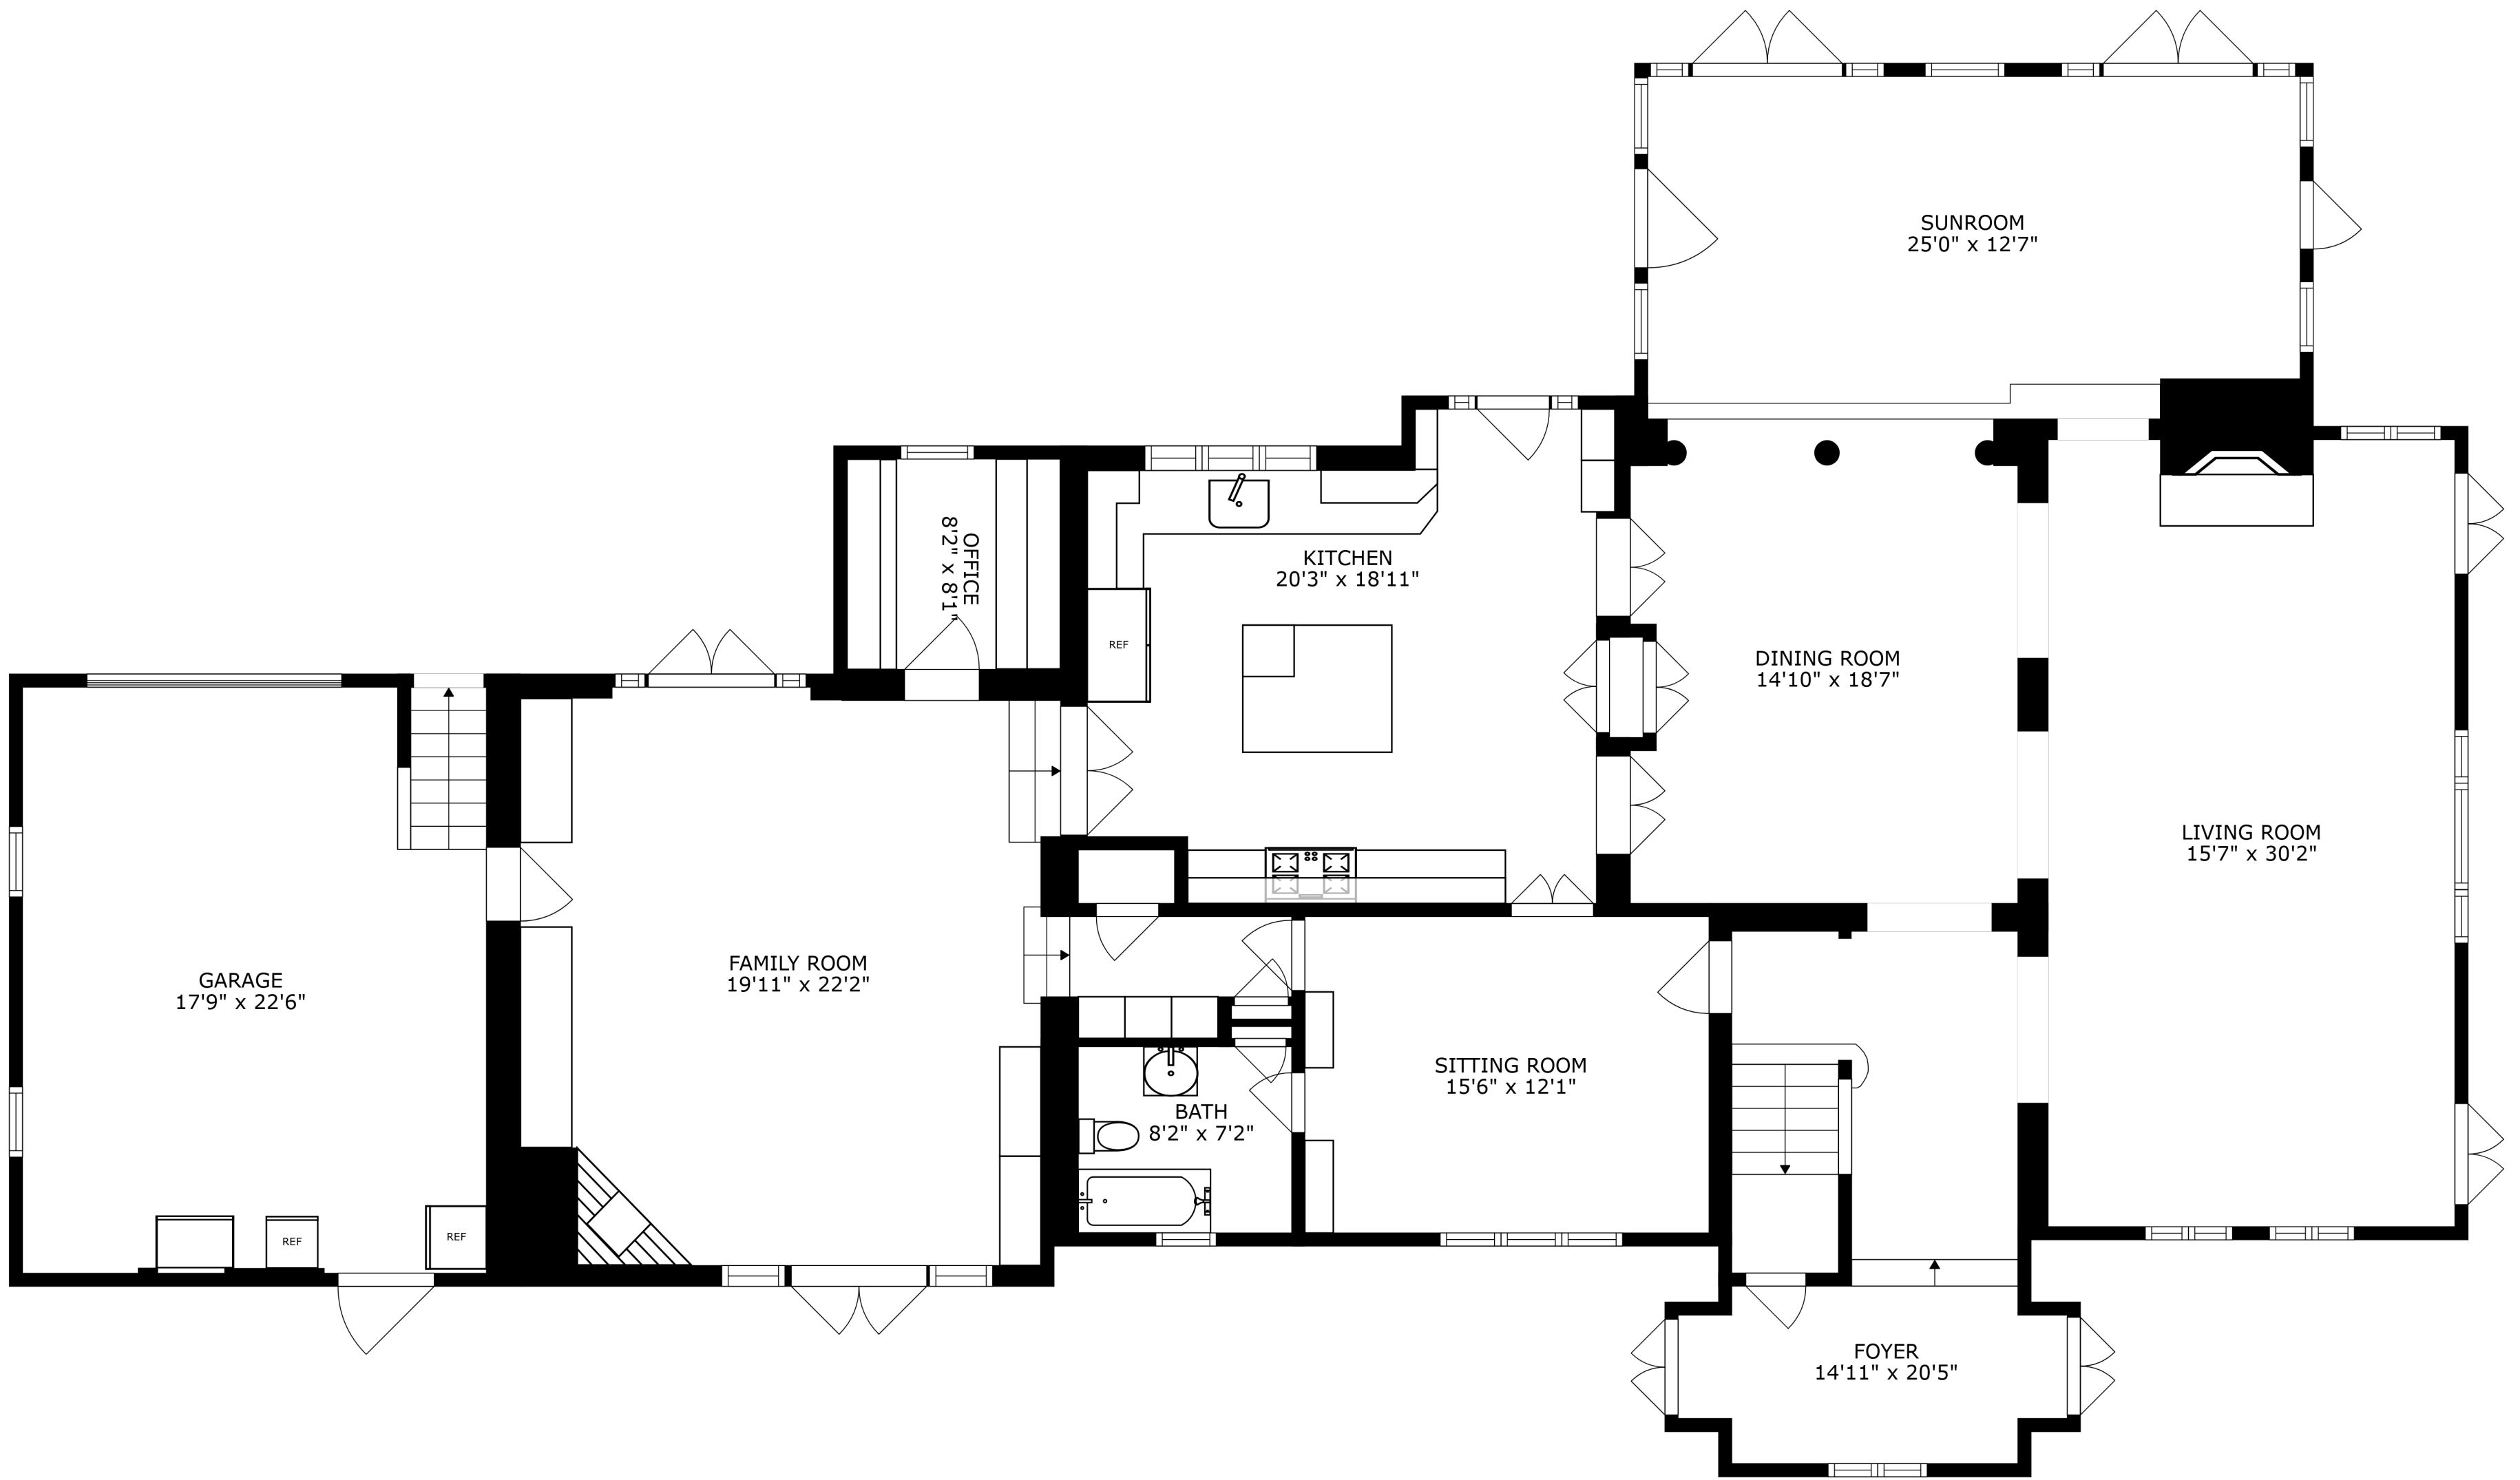 SUNROOM
25'0" x 12'7"
OFFICE
8'2" x 8'1"
KITCHEN
20'3" x 18'11"
REF
DINING ROOM
14'10" x 18'7"
LIVING ROOM
15'7" x 30'2"
GARAGE
17'9" x 22'6"
FAMILY ROOM
19'11" x 22'2"
SITTING ROOM
15'6" x 12'1"
BATH
8'2" x 7'2"
REF
REF
FOYER
14'11" x 20'5"